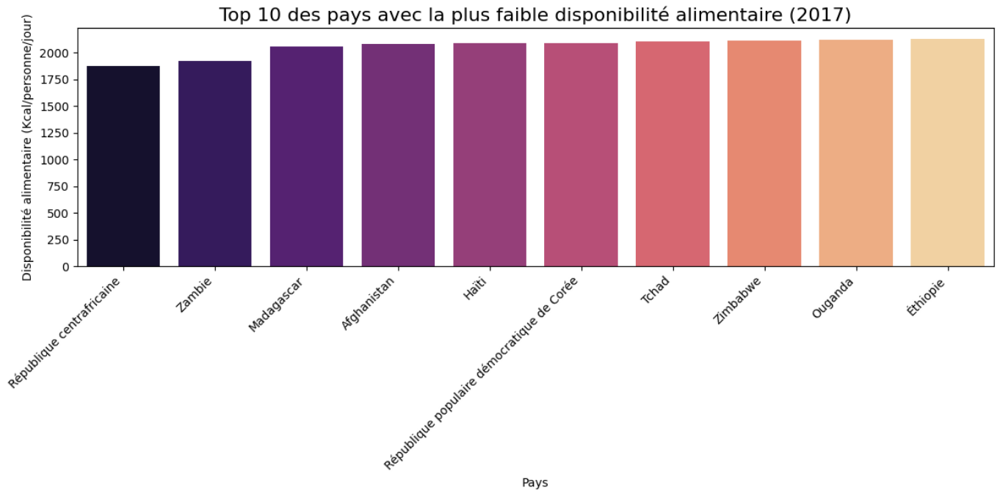 Top 10 des pays avec la plus faible disponibilité alimentaire (2017)
Disponibilité alimentaire (Kcal/personne/jour)
2000
1750
1500
1250
1000
750
500
250
0
République centrafricaine
Zambie
Madagascar
Afghanistan
Haïti
République populaire démocratique de Corée
Tchad
Zimbabwe
Ouganda
Éthiopie
Pays